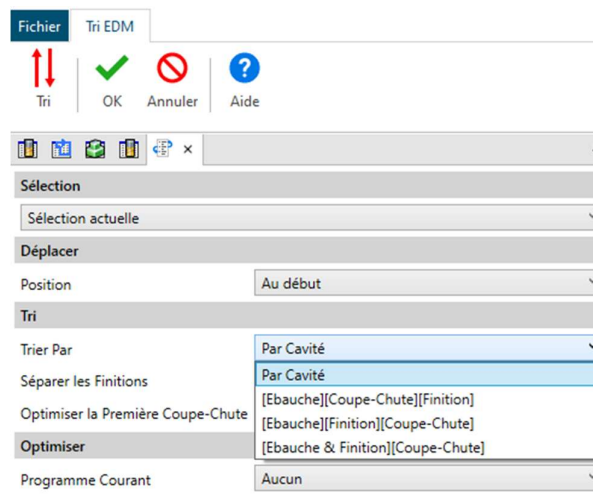 Fichier Tri EDM
Tri OK Annuler Aide
Sélection
Sélection actuelle
Déplacer
Position Au début
Tri
Trier Par Par Cavité
Par Cavité
Séparer les Finitions
[Ebauche][Coupe-Chute][Finition]
Optimiser la Première Coupe-Chute
[Ebauche][Finition][Coupe-Chute]
Optimiser
[Ebauche & Finition][Coupe-Chute]
Programme Courant Aucun